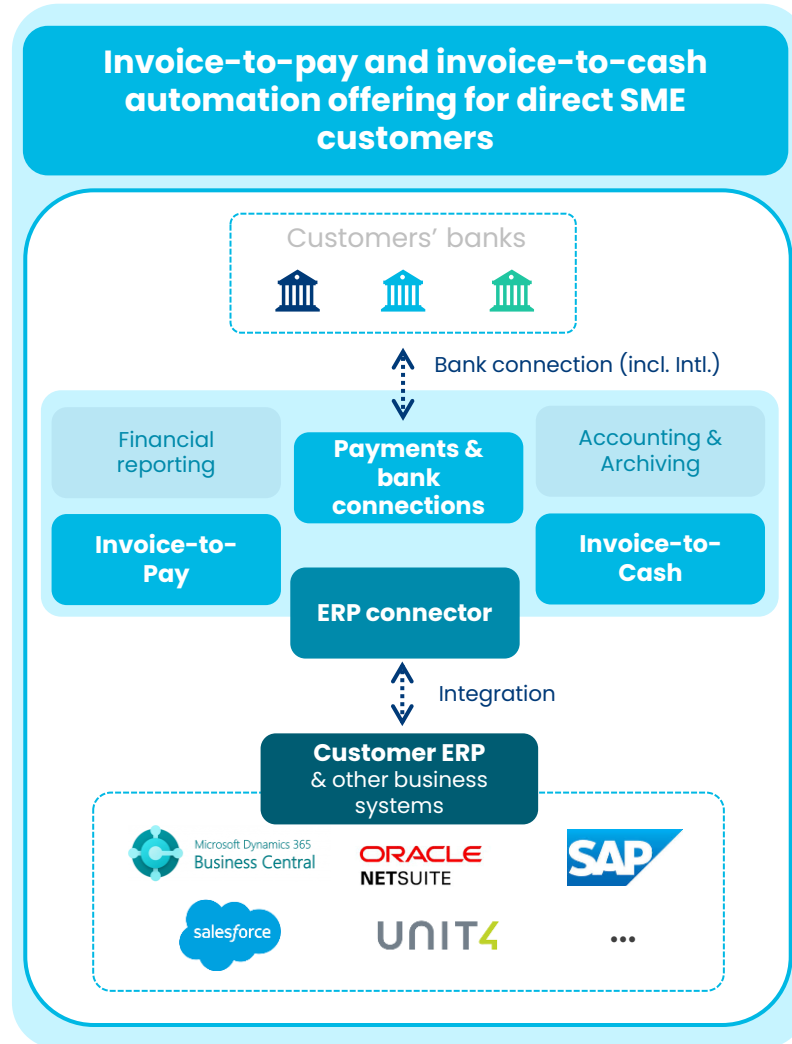 Invoice-to-pay and invoice-to-cash
automation offering for direct SME
customers
Customers’ banks
Bank connection (incl. Intl.)
Financial
reporting
Payments &
bank
connections
Accounting &
Archiving
Invoice-to-
Pay
Invoice-to-
Cash
ERP connector
Integration
Customer ERP
& other business
systems
Microsoft Dynamics 365
Business Central
ORACLE
NETSUITE
SAP
salesforce
UNIT4
...